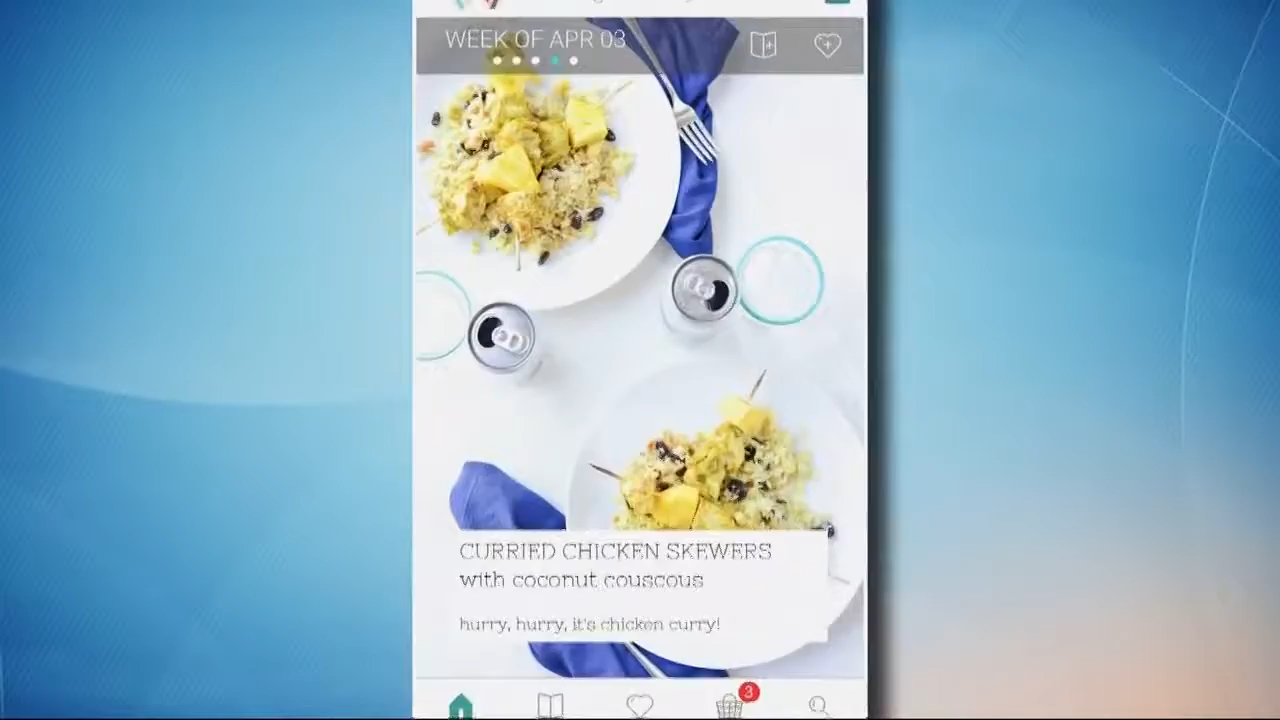 WEEK OF APR 03
CURRIED CHICKEN SKEWERS
with coconut couscous
hurry, hurry, it's chicken curry!
3